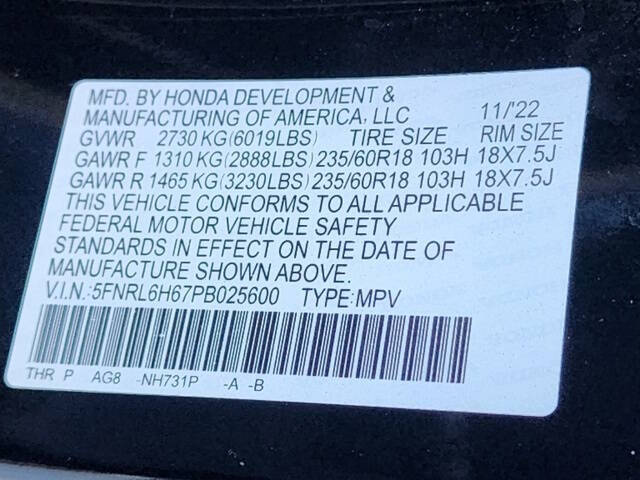 MFD. BY HONDA DEVELOPMENT &
MANUFACTURING OF AMERICA, LLC 11/'22
GVWR 2730 KG(6019LBS) TIRE SIZE RIM SIZE
GAWR F 1310 KG(2888LBS) 235/60R18 103H 18X7.5J
GAWR R 1465 KG(3230LBS) 235/60R18 103H 18X7.5J
THIS VEHICLE CONFORMS TO ALL APPLICABLE
FEDERAL MOTOR VEHICLE SAFETY
STANDARDS IN EFFECT ON THE DATE OF
MANUFACTURE SHOWN ABOVE.
V.I.N.:5FNRL6H67PB025600 TYPE:MPV
THR P AG8 -NH731P -A -B